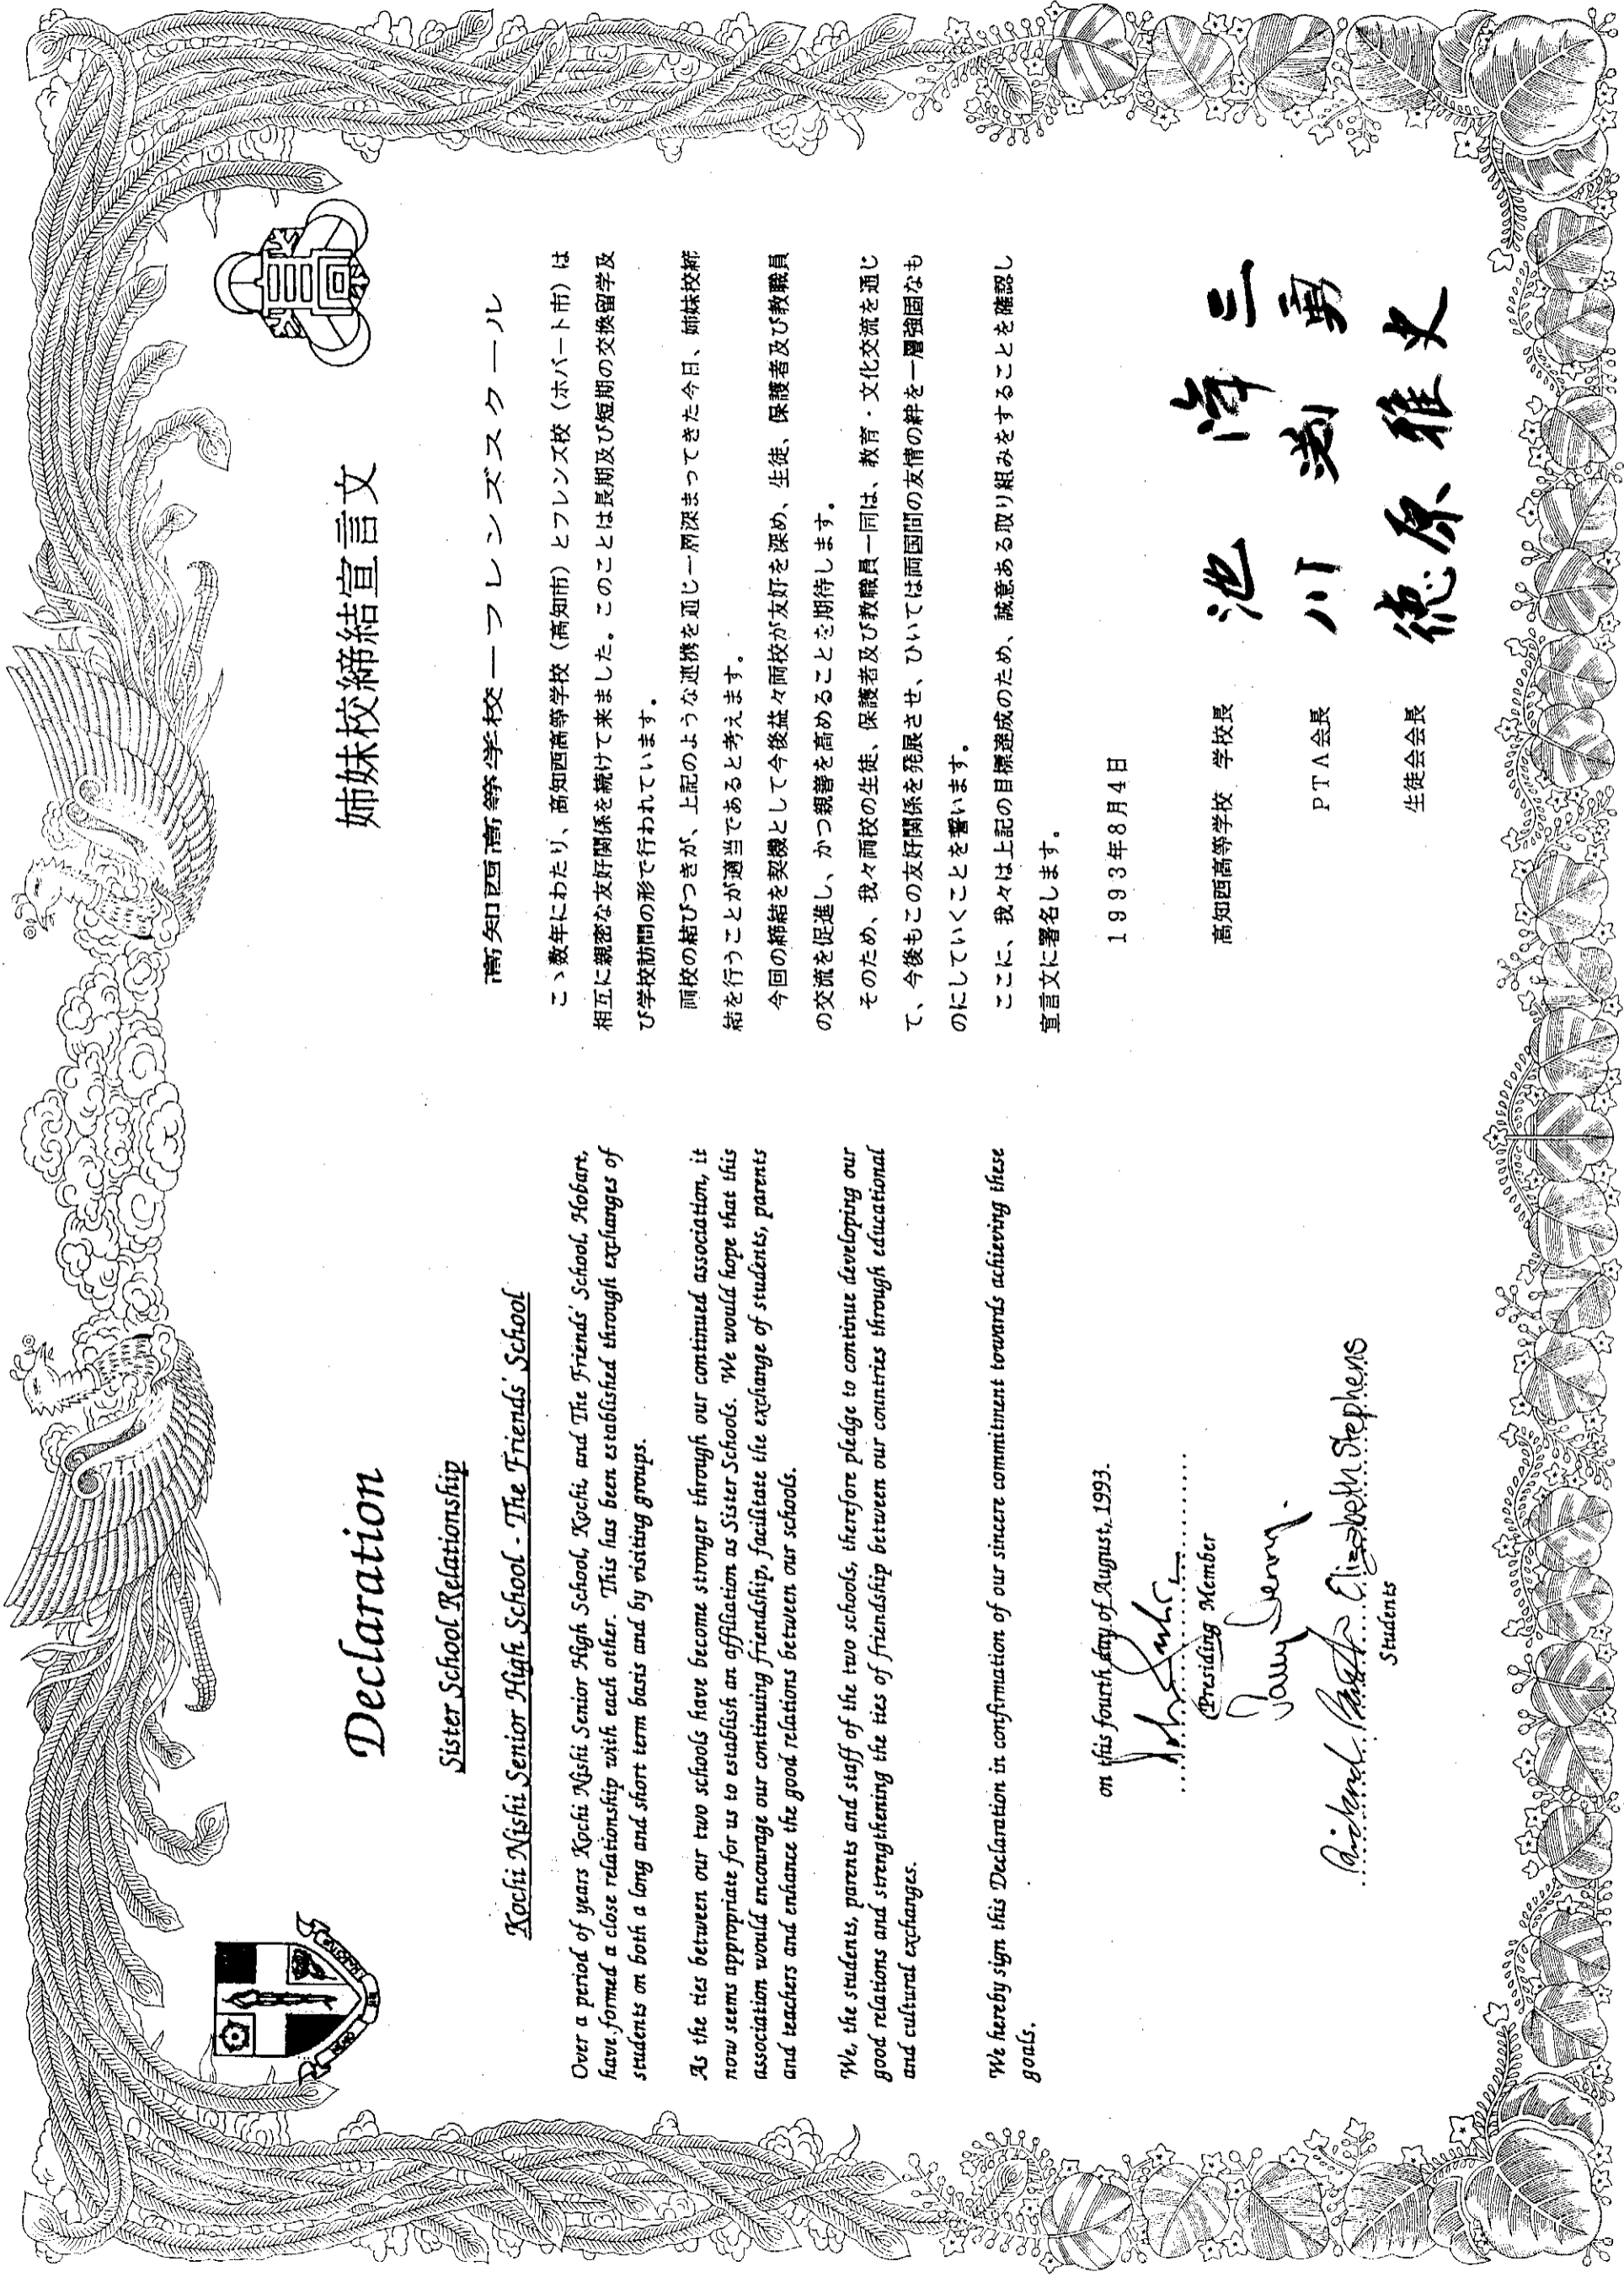 Declaration
Sister School Relationship
Kochi Nishi Senior High School - The Friends' School
Over a period of years Kochi Nishi Senior High School, Kochi, and The Friends' School, Hobart,
have formed a close relationship with each other. This has been established through exchanges of
students on both a long and short term basis and by visiting groups.
As the ties between our two schools have become stronger through our continued association, it
now seems appropriate for us to establish an affiliation as Sister Schools. We would hope that this
association would encourage our continuing friendship, facilitate the exchange of students, parents
and teachers and enhance the good relations between our schools.
We, the students, parents and staff of the two schools, therefore pledge to continue developing our
good relations and strengthening the ties of friendship between our countries through educational
and cultural exchanges.
We hereby sign this Declaration in confirmation of our sincere commitment towards achieving these
goals.
on this fourth day of August, 1993.
Presiding Member
Elizabeth Stephens
Students
姉妹校締結宣言文
高知西高等学校ーフレンズスクール
こゝ数年にわたり、高知西高等学校（高知市）とフレンズ校（ホバート市）は
相互に親密な友好関係を続けて来ました。このことは長期及び短期の交換留学及
び学校訪問の形で行われています。
両校の結びつきが、上記のような連携を通じ一層深まってきた今日、姉妹校締
結を行うことが適当であると考えます。
今回の締結を契機として今後益々両校が友好を深め、生徒、保護者及び教職員
の交流を促進し、かつ親善を高めることを期待します。
そのため、我々両校の生徒、保護者及び教職員一同は、教育・文化交流を通じ
て、今後もこの友好関係を発展させ、ひいては両国間の友情の絆を一層強固なも
のにしていくことを誓います。
ここに、我々は上記の目標達成のため、誠意ある取り組みをすることを確認し
宣言文に署名します。
1993年8月4日
高知西高等学校 学校長 池 澤 三
PTA会長 川 渕 勇
生徒会会長 徳原雅史